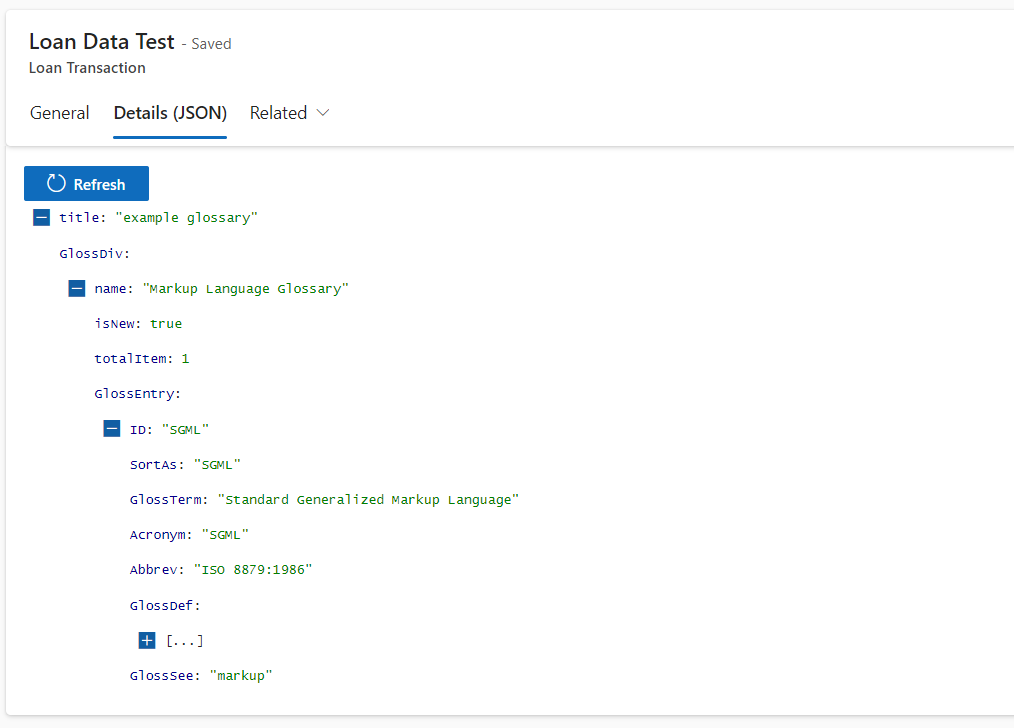 Loan Data Test - Saved
Loan Transaction
General Details (JSON) Related
Refresh
title: "example glossary"
GlossDiv:
name: "Markup Language Glossary"
isNew: true
totalItem: 1
GlossEntry:
ID: "SGML"
SortAs: "SGML"
GlossTerm: "Standard Generalized Markup Language"
Acronym: "SGML"
Abbrev: "ISO 8879:1986"
GlossDef:
[...]
GlossSee: "markup"